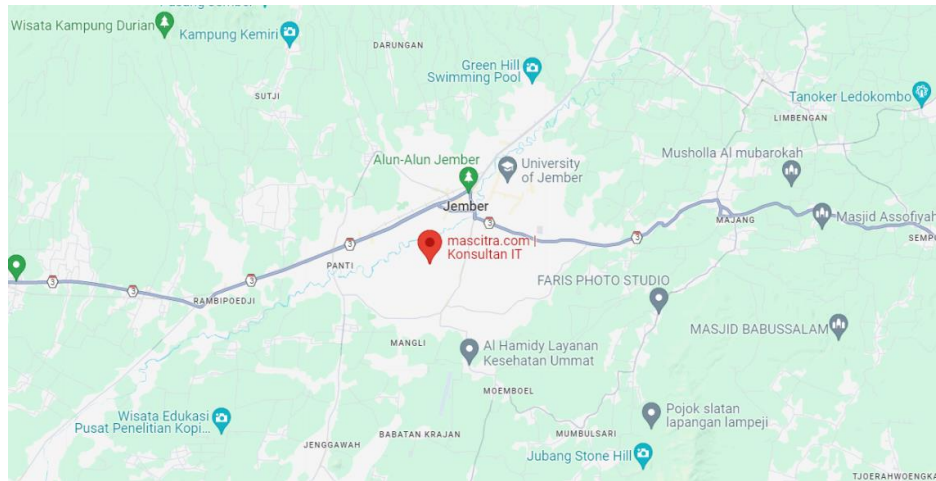 Wisata Kampung Durian
Kampung Kemiri
DARUNGAN
Green Hill
Swimming Pool
SUTJI
Tanoker Ledokombo
LIMBENGAN
Alun-Alun Jember
University
of Jember
Musholla Al mubarokah
Jember
3
MAJANG
Masjid Assofiyah
3
3
SEMPO
mascitra.com |
Konsultan IT
PANTI
3
3
3
RAMBIPOEDJI
FARIS PHOTO STUDIO
MASJID BABUSSALAM
MANGLI
Al Hamidy Layanan
Kesehatan Ummat
MOEMBOEL
Wisata Edukasi
Pusat Penelitian Kopi...
Pojok slatan
lapangan lampeji
JENGGAWAH
BABATAN KRAJAN
MUMBULSARI
Jubang Stone Hill
TJOERAHWOENGKA